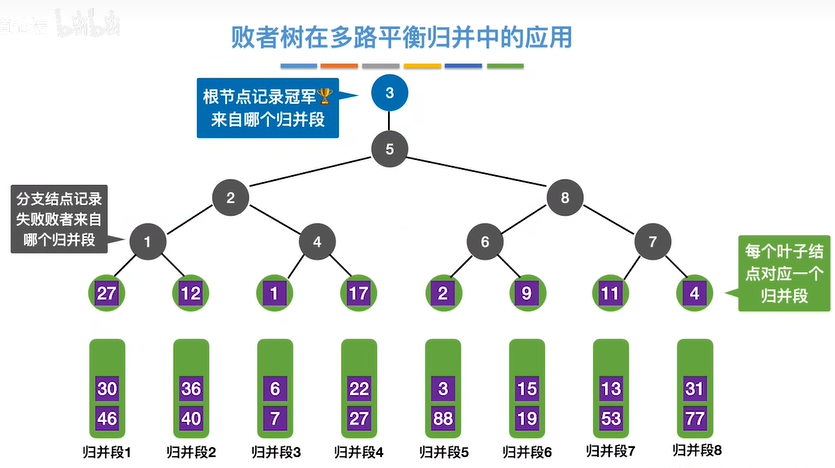 败者树在多路平衡归并中的应用
根节点记录冠军🏆
来自哪个归并段
3
5
2
8
分支结点记录
失败败者来自
哪个归并段
1
4
6
7
每个叶子结
点对应一个
归并段
27 12 1 17 2 9 11 4
30 36 6 22 3 15 13 31
46 40 7 27 88 19 53 77
归并段1 归并段2 归并段3 归并段4 归并段5 归并段6 归并段7 归并段8